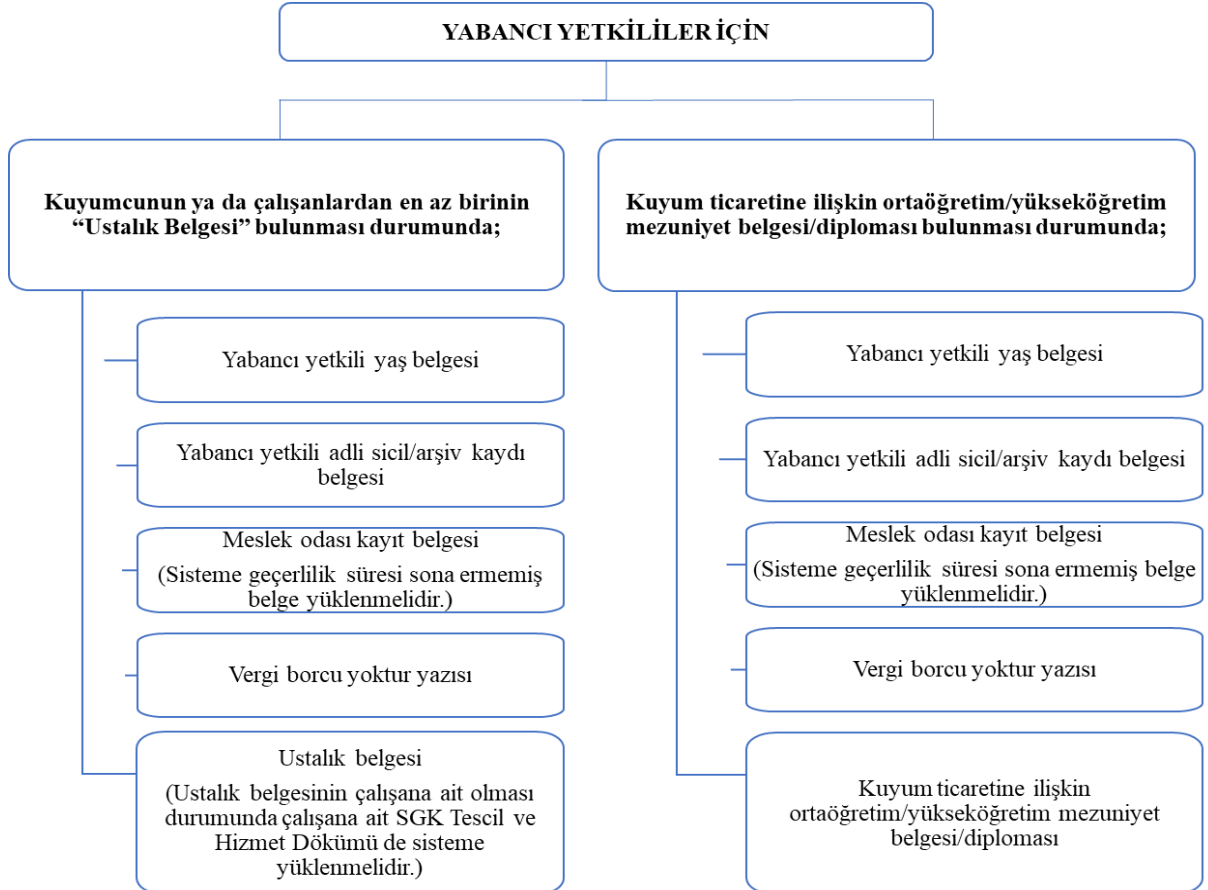 YABANCI YETKİLİLER İÇİN
Kuyumcunun ya da çalışanlardan en az birinin
“Ustalık Belgesi” bulunması durumunda;
Yabancı yetkili yaş belgesi
Yabancı yetkili adli sicil/arşiv kaydı
belgesi
Meslek odası kayıt belgesi
(Sisteme geçerlilik süresi sona ermemiş
belge yüklenmelidir.)
Vergi borcu yoktur yazısı
Ustalık belgesi
(Ustalık belgesinin çalışana ait olması
durumunda çalışana ait SGK Tescil ve
Hizmet Dökümü de sisteme
yüklenmelidir.)
Kuyum ticaretine ilişkin ortaöğretim/yükseköğretim
mezuniyet belgesi/diploması bulunması durumunda;
Yabancı yetkili yaş belgesi
Yabancı yetkili adli sicil/arşiv kaydı belgesi
Meslek odası kayıt belgesi
(Sisteme geçerlilik süresi sona ermemiş belge
yüklenmelidir.)
Vergi borcu yoktur yazısı
Kuyum ticaretine ilişkin
ortaöğretim/yükseköğretim mezuniyet
belgesi/diploması